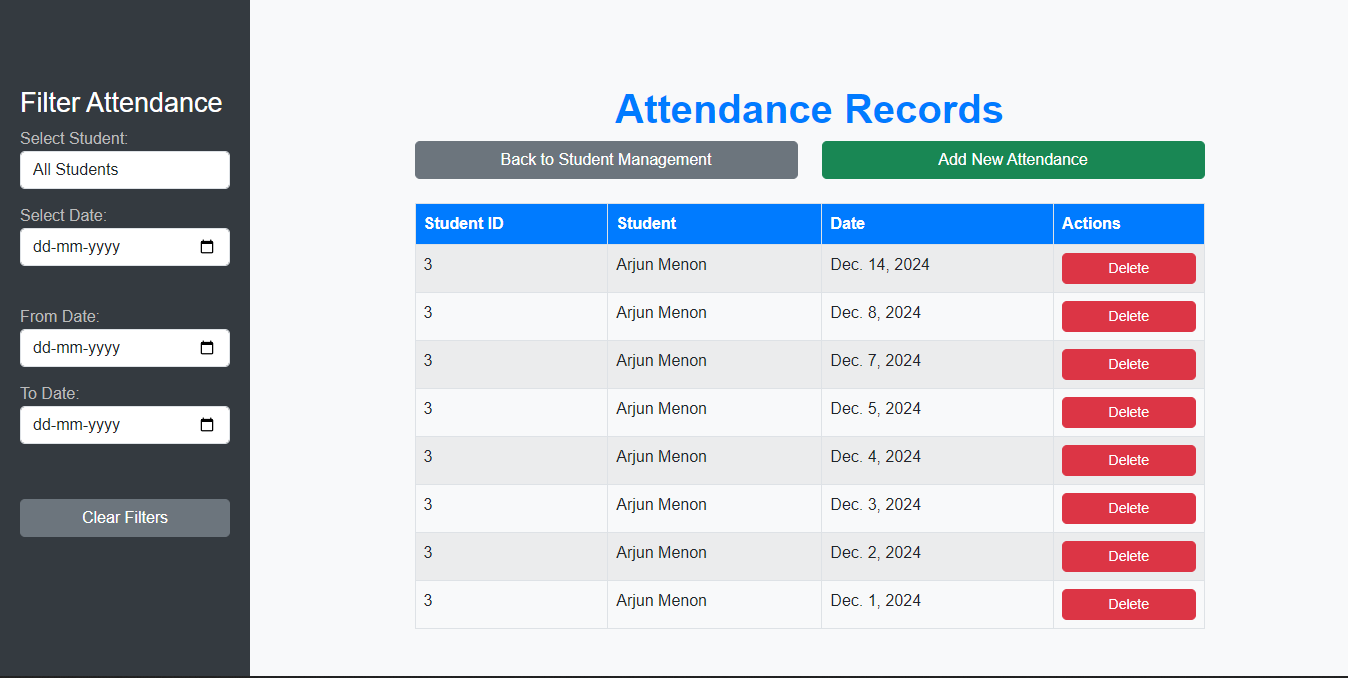 Filter Attendance
Select Student:
All Students
Select Date:
dd-mm-yyyy
From Date:
dd-mm-yyyy
To Date:
dd-mm-yyyy
Clear Filters
Attendance Records
Back to Student Management Add New Attendance
Student ID Student Date Actions
3 Arjun Menon Dec. 14, 2024 Delete
3 Arjun Menon Dec. 8, 2024 Delete
3 Arjun Menon Dec. 7, 2024 Delete
3 Arjun Menon Dec. 5, 2024 Delete
3 Arjun Menon Dec. 4, 2024 Delete
3 Arjun Menon Dec. 3, 2024 Delete
3 Arjun Menon Dec. 2, 2024 Delete
3 Arjun Menon Dec. 1, 2024 Delete